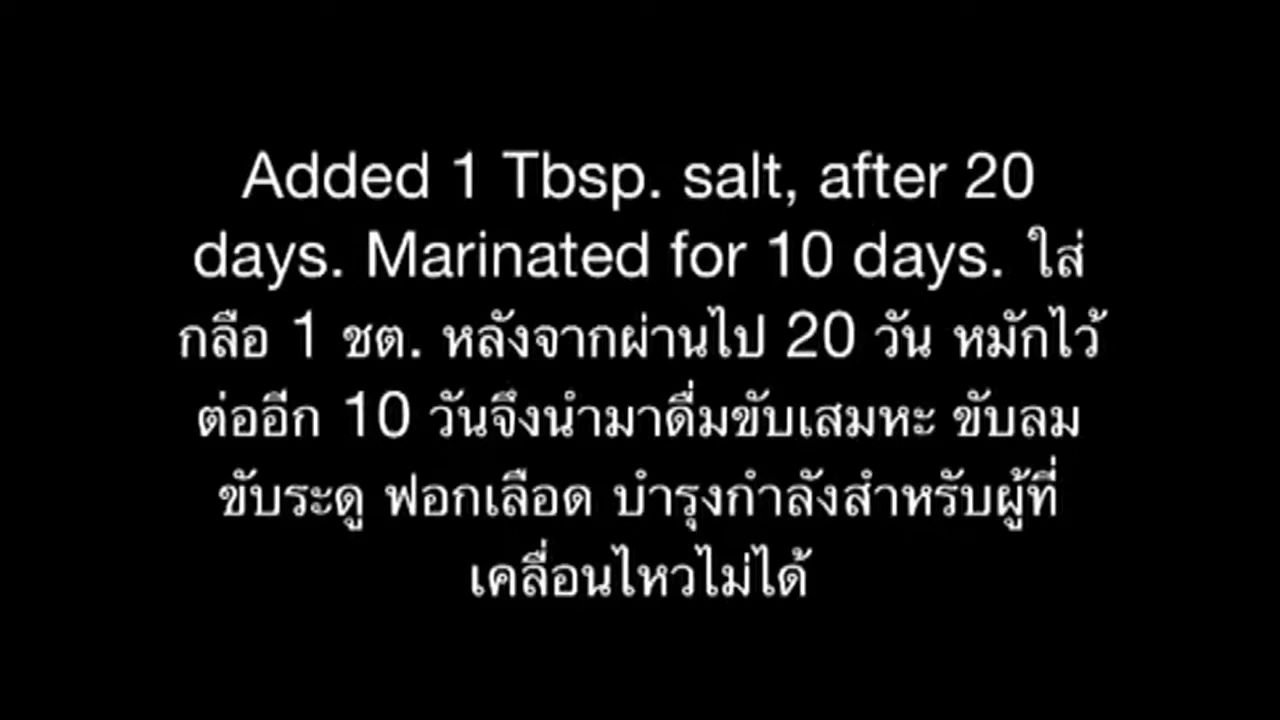 Added 1 Tbsp. salt, after 20
days. Marinated for 10 days. ใส่
กลือ 1 ชต. หลังจากผ่านไป 20 วัน หมักไว้
ต่ออีก 10 วันจึงนำมาดื่มขับเสมหะ ขับลม
ขับระดู ฟอกเลือด บำรุงกำลังสำหรับผู้ที่
เคลื่อนไหวไม่ได้